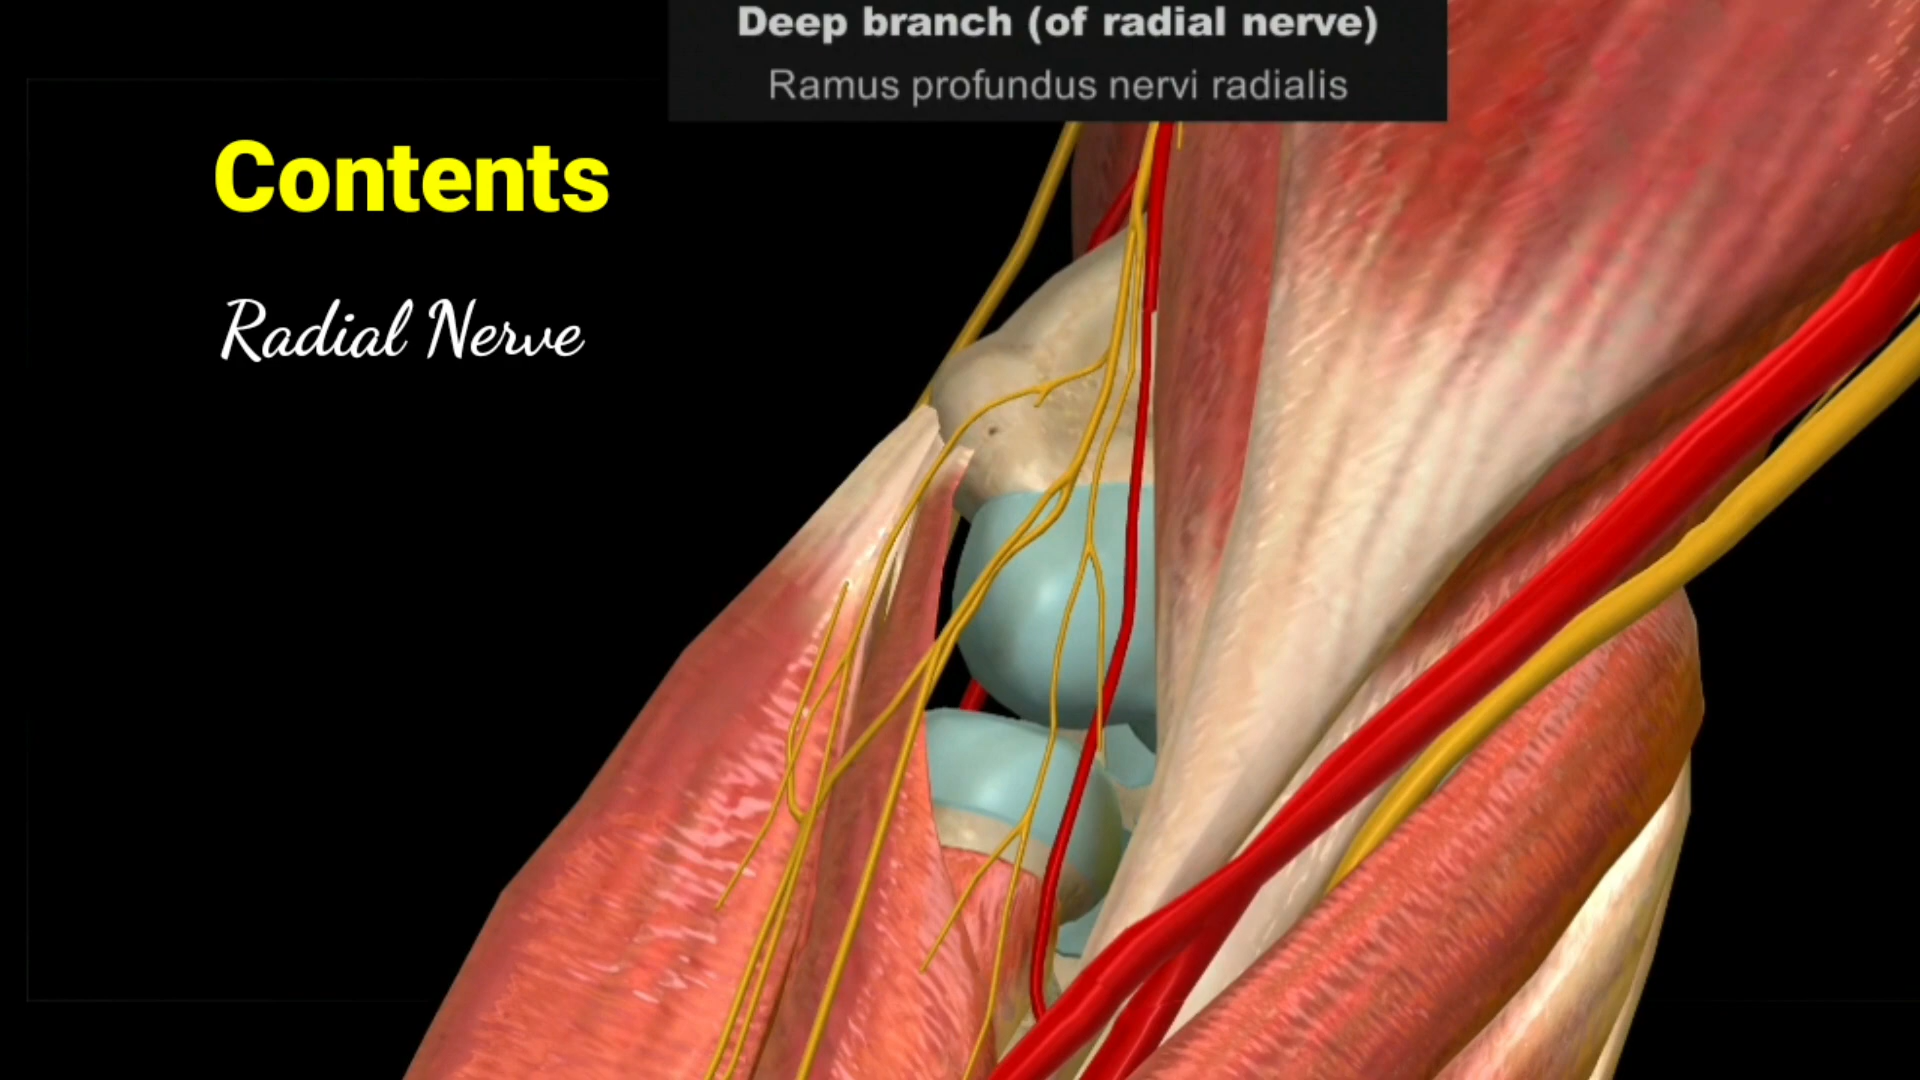 Deep branch (of radial nerve)
Ramus profundus nervi radialis
Contents
Radial Nerve